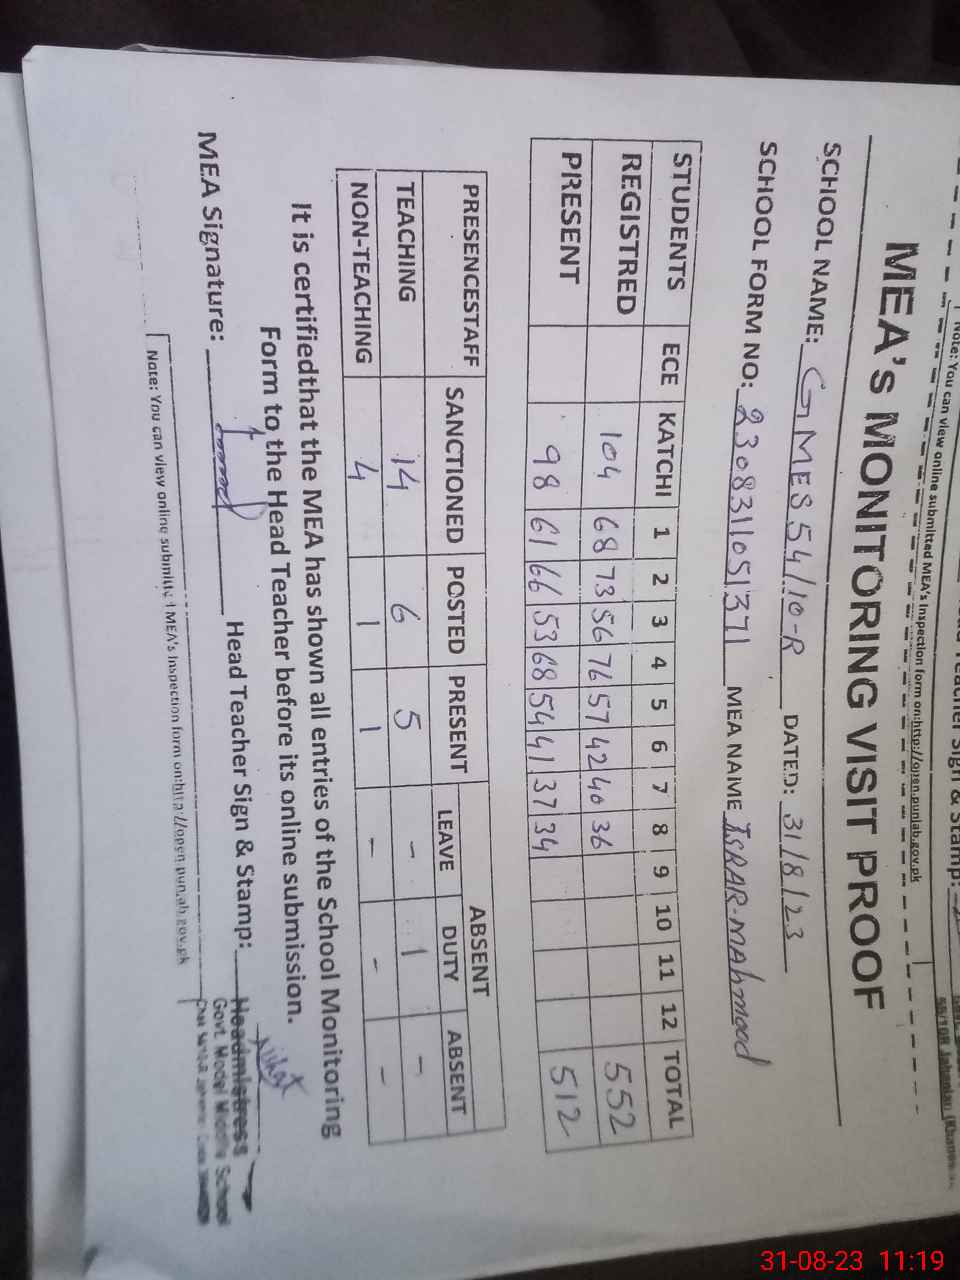 Note: You can view online submitted MEA's Inspection form on:http://open.punjab.gov.pk
MEA's MONITORING VISIT PROOF
SCHOOL NAME: GMES 54/10-R DATED: 31/8/23
SCHOOL FORM NO: 230831051371 MEA NAME ISRAR-MAHMOOD
STUDENTS ECE KATCHI 1 2 3 4 5 6 7 8 9 10 11 12 TOTAL
REGISTRED 104 68 73 56 76 57 42 40 36 552
PRESENT 98 61 66 53 68 54 41 37 34 512
PRESENCESTAFF SANCTIONED POSTED PRESENT ABSENT
LEAVE DUTY ABSENT
TEACHING 14 6 5 - 1 -
NON-TEACHING 4 1 1 - - -
It is certifiedthat the MEA has shown all entries of the School Monitoring
Form to the Head Teacher before its online submission.
MEA Signature: Head Teacher Sign & Stamp:
Headmistress
Govt. Model Middle School
Note: You can view online submitted MEA's Inspection form on:http://open.punjab.gov.pk
31-08-23 11:19